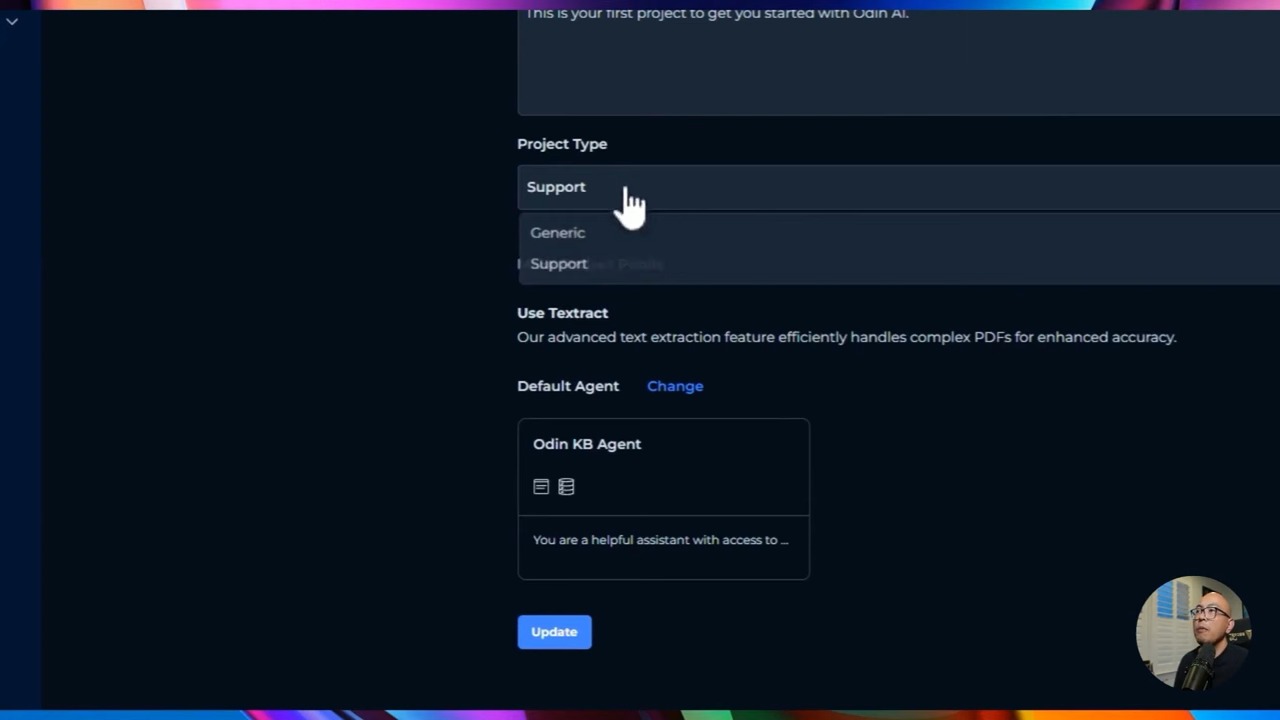 This is your first project to get you started with Odin AI.
Project Type
Support
Generic
Support
Use Textract
Our advanced text extraction feature efficiently handles complex PDFs for enhanced accuracy.
Default Agent Change
Odin KB Agent
You are a helpful assistant with access to ...
Update